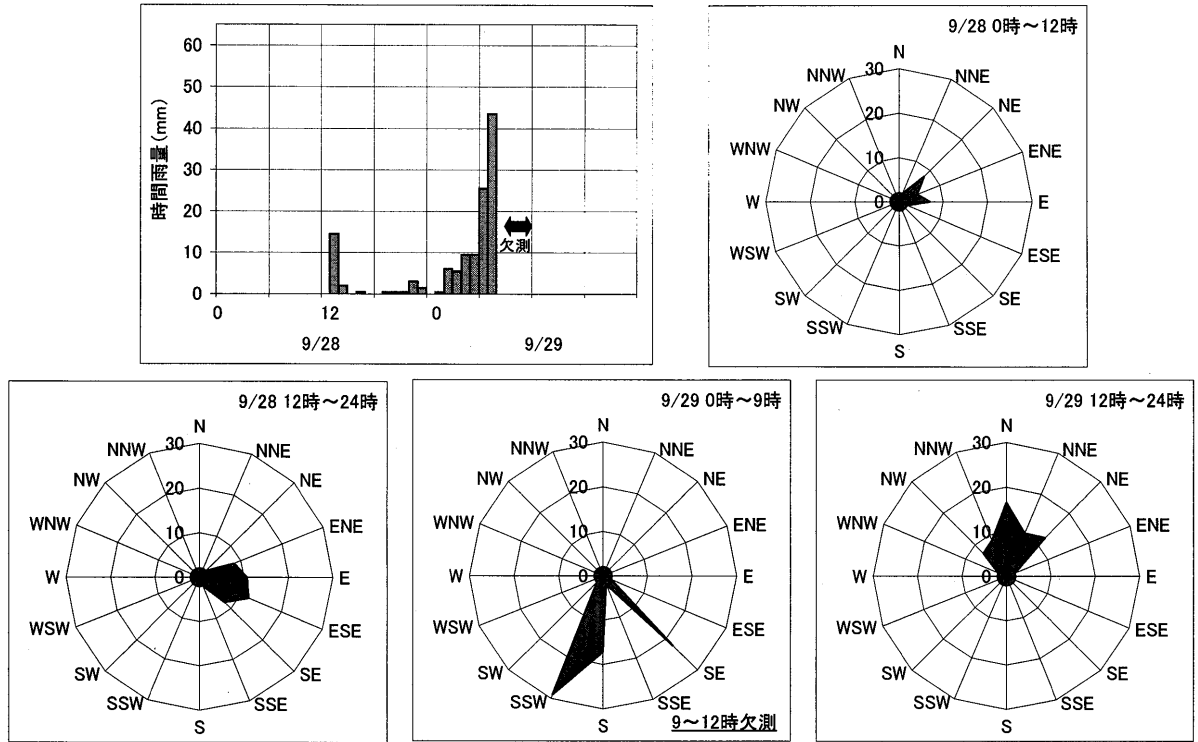 時間雨量(mm)
60
50
40
30
20
10
0
欠測
0
12
0
9/28
9/29
9/28 0時～12時
N
NNE
NE
ENE
E
ESE
SE
SSE
S
SSW
SW
WSW
W
WNW
NW
NNW
30
20
10
0
9/28 12時～24時
N
NNE
NE
ENE
E
ESE
SE
SSE
S
SSW
SW
WSW
W
WNW
NW
NNW
30
20
10
0
9/29 0時～9時
N
NNE
NE
ENE
E
ESE
SE
SSE
S
SSW
SW
WSW
W
WNW
NW
NNW
30
20
10
0
9～12時欠測
9/29 12時～24時
N
NNE
NE
ENE
E
ESE
SE
SSE
S
SSW
SW
WSW
W
WNW
NW
NNW
30
20
10
0